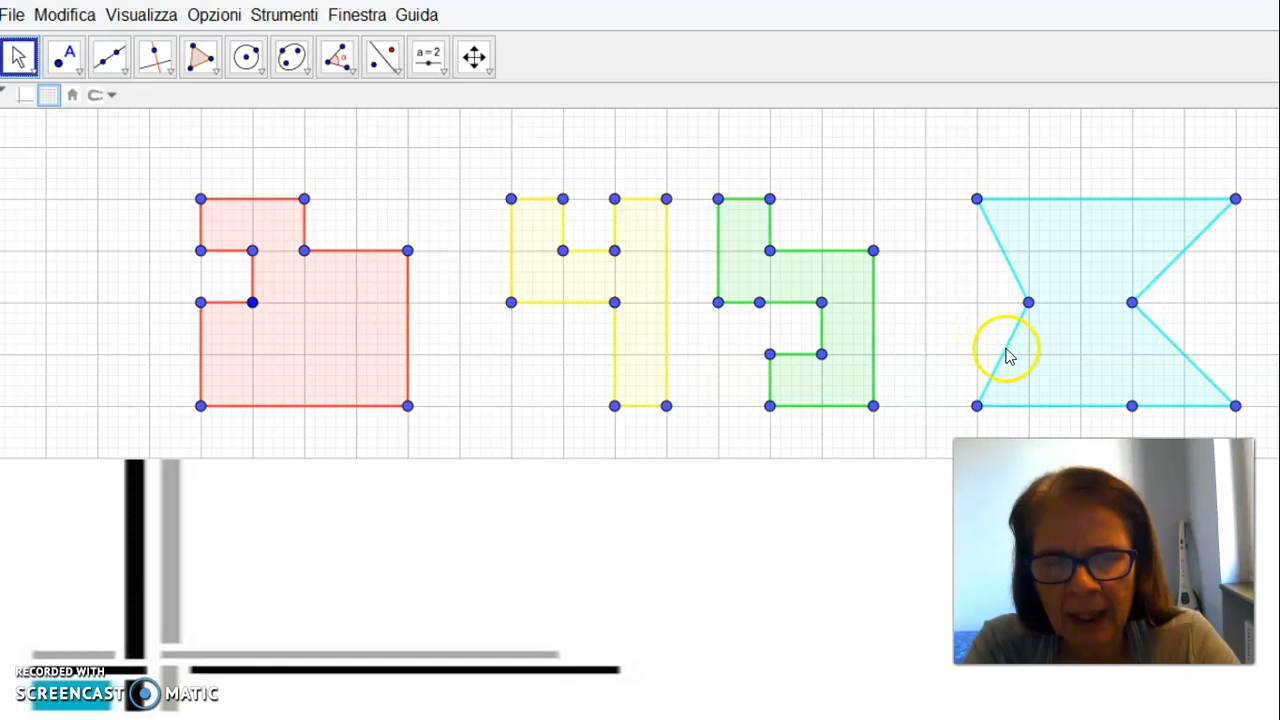 File Modifica Visualizza Opzioni Strumenti Finestra Guida
A
α
a=2
RECORDED WITH
SCREENCAST MATIC